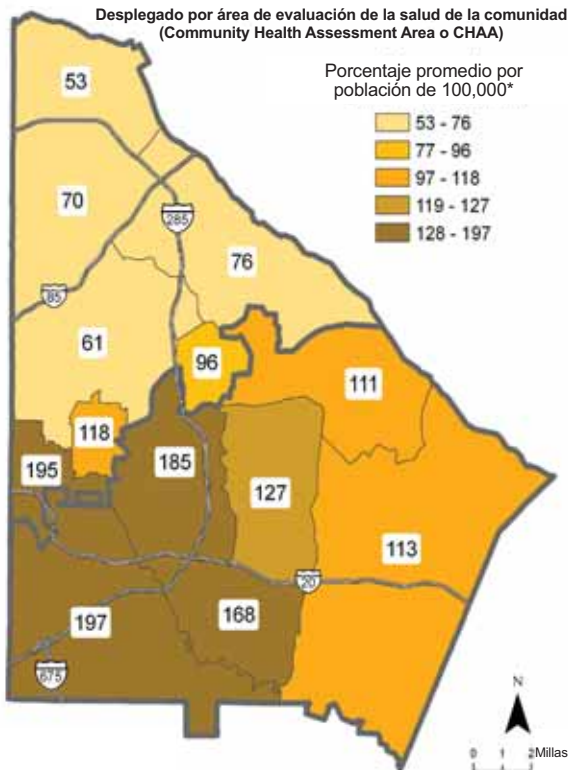 Desplegado por área de evaluación de la salud de la comunidad
(Community Health Assessment Area o CHAA)
Porcentaje promedio por
población de 100,000*
53 - 76
77 - 96
97 - 118
119 - 127
128 - 197
53
70
285
76
85
61
96
111
118
195
185
127
113
20
197
168
675
N
0 1 2 Millas